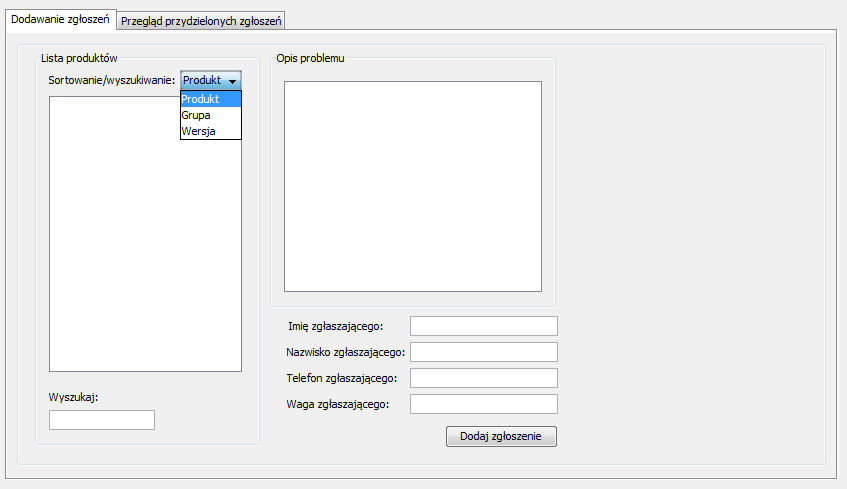 Dodawanie zgłoszeń
Przegląd przydzielonych zgłoszeń
Lista produktów
Sortowanie/wyszukiwanie: Produkt
Produkt
Grupa
Wersja
Wyszukaj:
Opis problemu
Imię zgłaszającego:
Nazwisko zgłaszającego:
Telefon zgłaszającego:
Waga zgłaszającego:
Dodaj zgłoszenie